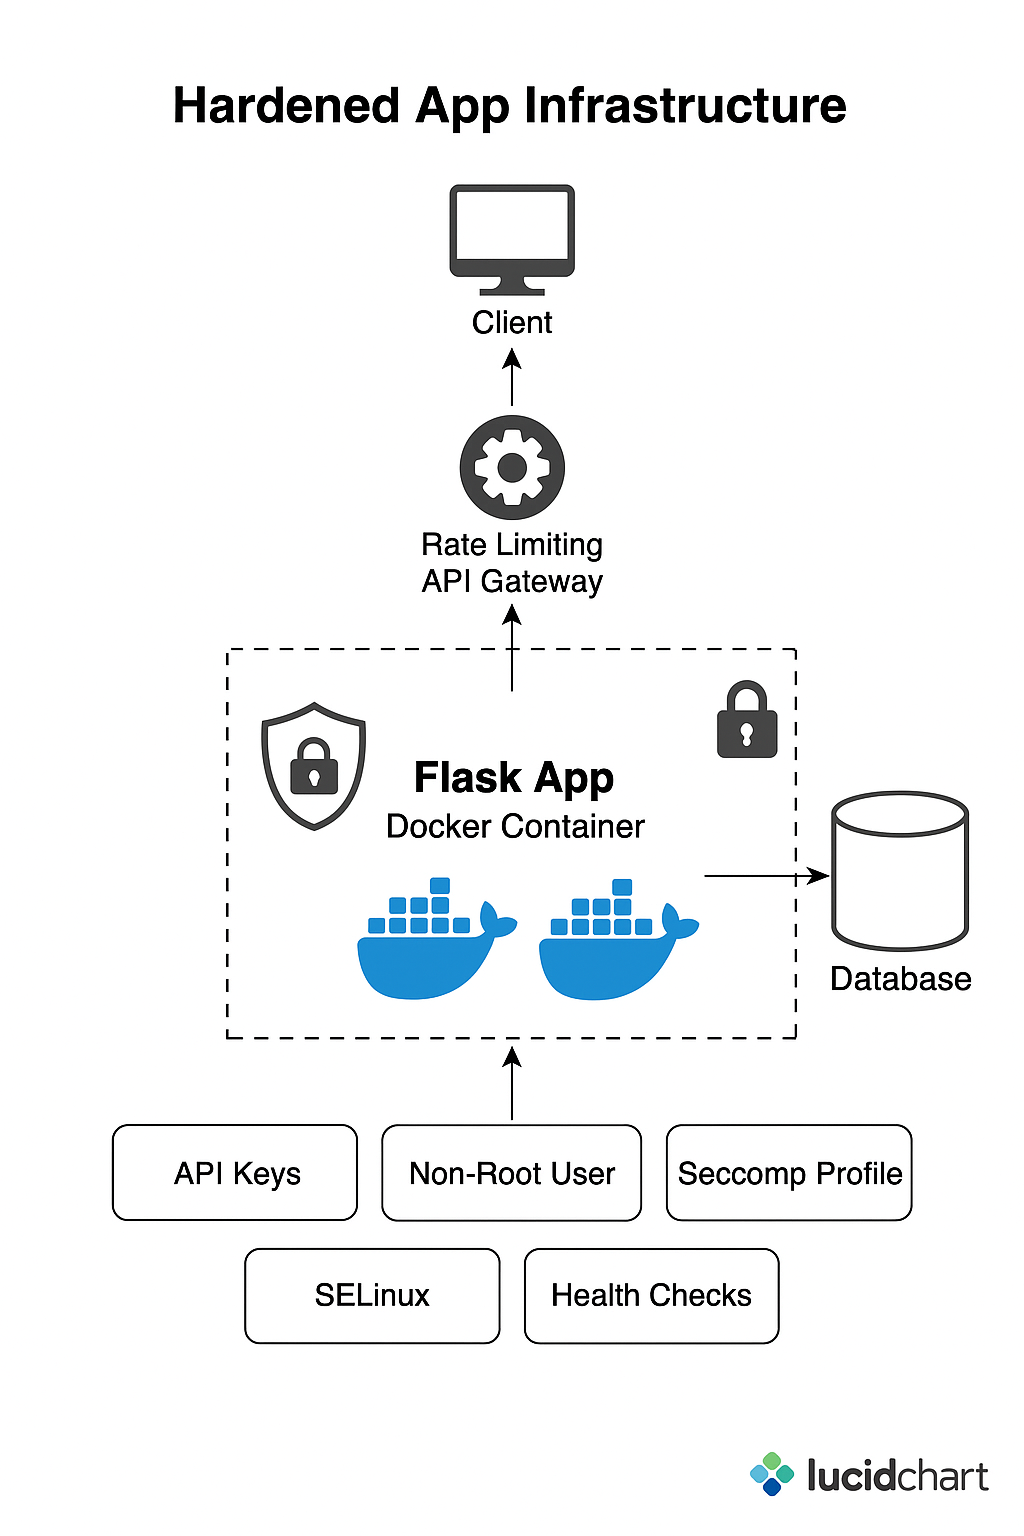 Hardened App Infrastructure
Client
Rate Limiting
API Gateway
Flask App
Docker Container
Database
API Keys
Non-Root User
Seccomp Profile
SELinux
Health Checks
lucidchart